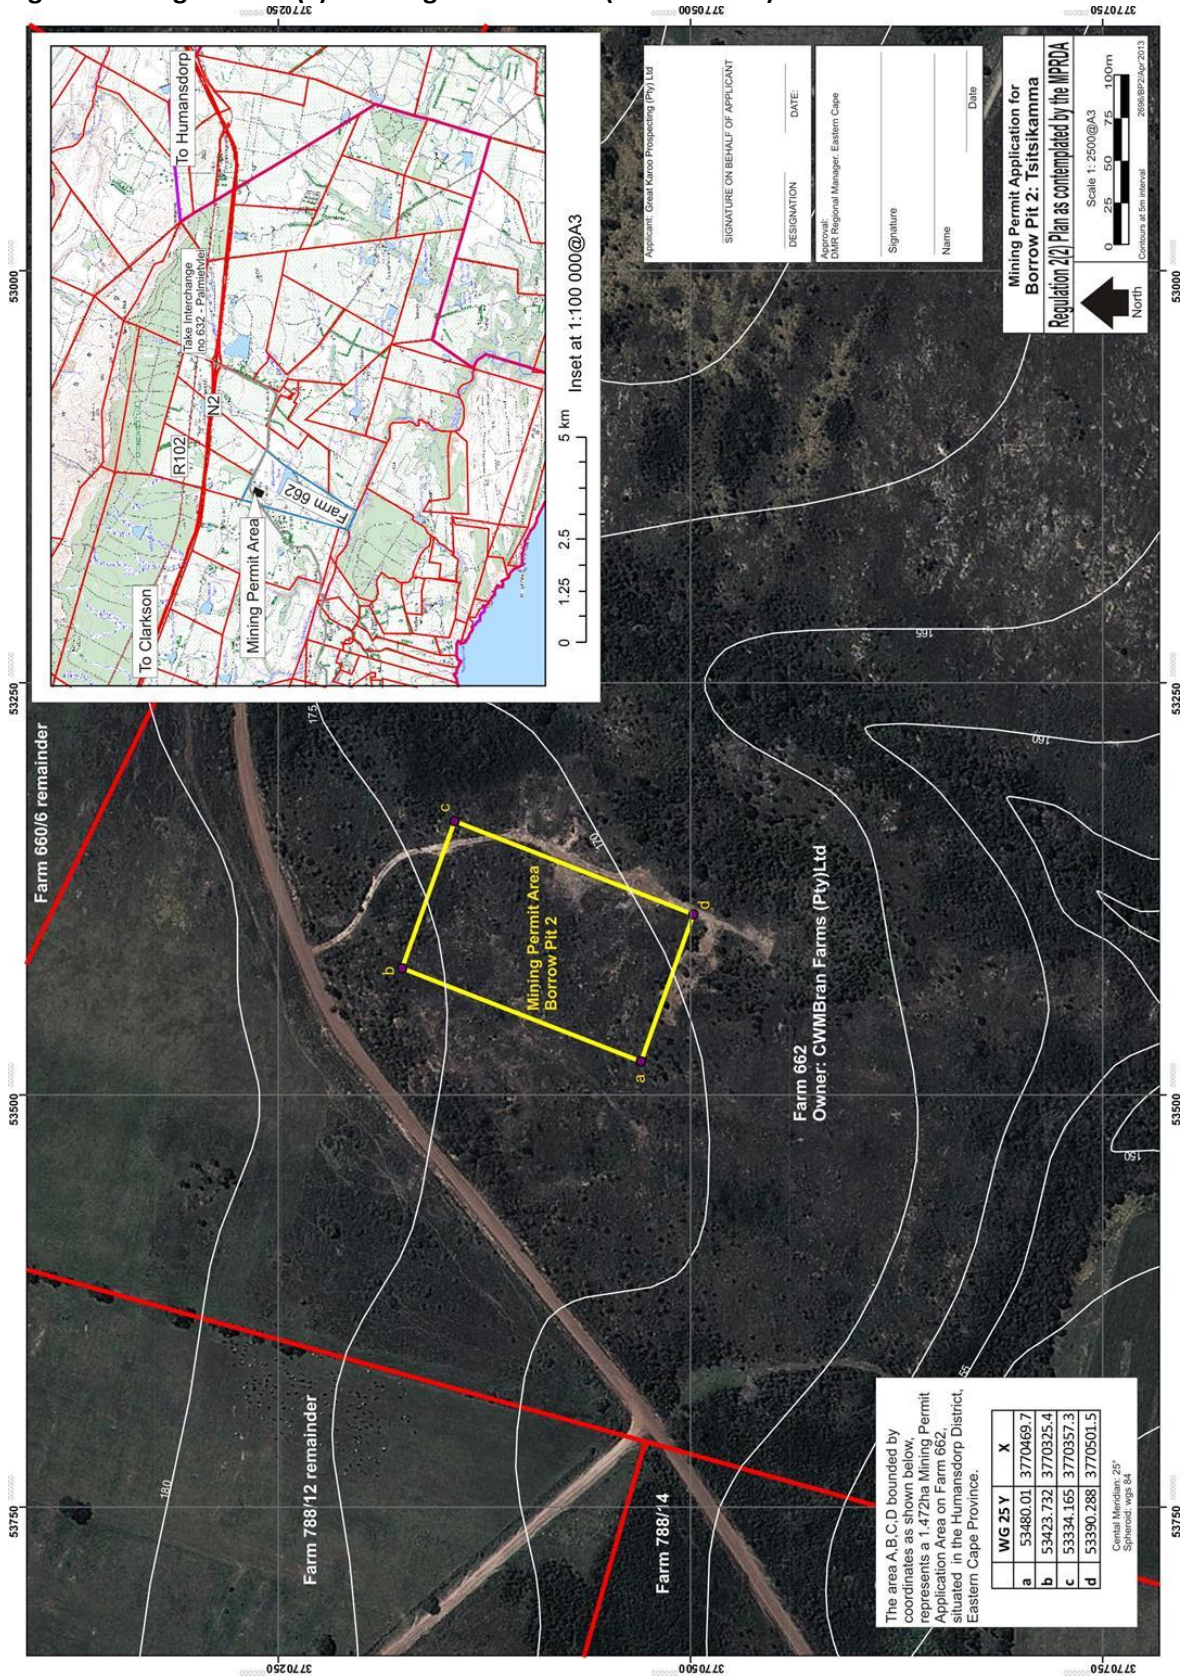 3770250
3770500
3770750
53750
53500
53250
53000
Farm 660/6 remainder
Farm 788/12 remainder
Farm 788/14
Farm 662
Owner: CWMBran Farms (Pty)Ltd
Mining Permit Area
Borrow Pit 2
a
b
c
d
180
175
170
165
160
150
To Clarkson
R102
N2
Take Interchange
no 632 - Palmietvlei
To Humansdorp
Mining Permit Area
Farm 662
0 1.25 2.5 5 km
Inset at 1:100 000@A3
Applicant: Great Karoo Prospecting (Pty) Ltd
SIGNATURE ON BEHALF OF APPLICANT
DESIGNATION
DATE:
Approval:
DMR Regional Manager, Eastern Cape
Signature
Name
Date
Mining Permit Application for
Borrow Pit 2: Tsitsikamma
Regulation 2(2) Plan as contemplated by the MPRDA
North
Scale 1: 2500@A3
0 25 50 75 100m
Contours at 5m interval
2696/BP2/Apr'2013
The area A,B,C,D bounded by
coordinates as shown below,
represents a 1.472ha Mining Permit
Application Area on Farm 662,
situated in the Humansdorp District,
Eastern Cape Province.
WG 25 Y X
a 53480.01 3770469.7
b 53423.732 3770325.4
c 53334.165 3770357.3
d 53390.288 3770501.5
Cental Meridian: 25°
Spheroid: wgs 84
3770250
3770500
3770750
53750
53500
53250
53000